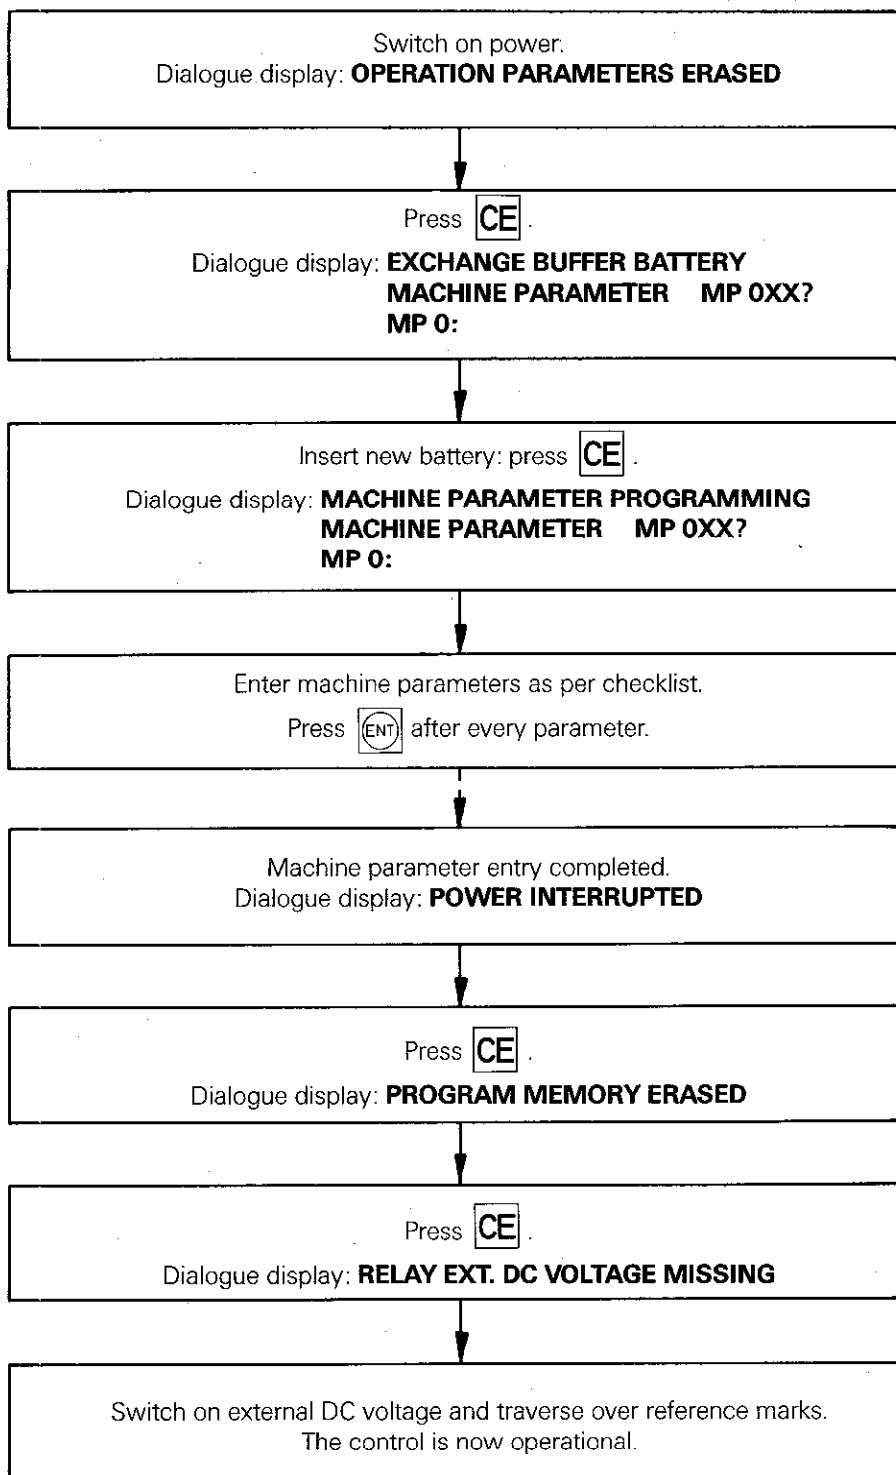 Switch on power.
Dialogue display: OPERATION PARAMETERS ERASED
Press CE .
Dialogue display: EXCHANGE BUFFER BATTERY
MACHINE PARAMETER MP 0XX?
MP 0:
Insert new battery: press CE .
Dialogue display: MACHINE PARAMETER PROGRAMMING
MACHINE PARAMETER MP 0XX?
MP 0:
Enter machine parameters as per checklist.
Press ENT after every parameter.
Machine parameter entry completed.
Dialogue display: POWER INTERRUPTED
Press CE .
Dialogue display: PROGRAM MEMORY ERASED
Press CE .
Dialogue display: RELAY EXT. DC VOLTAGE MISSING
Switch on external DC voltage and traverse over reference marks.
The control is now operational.